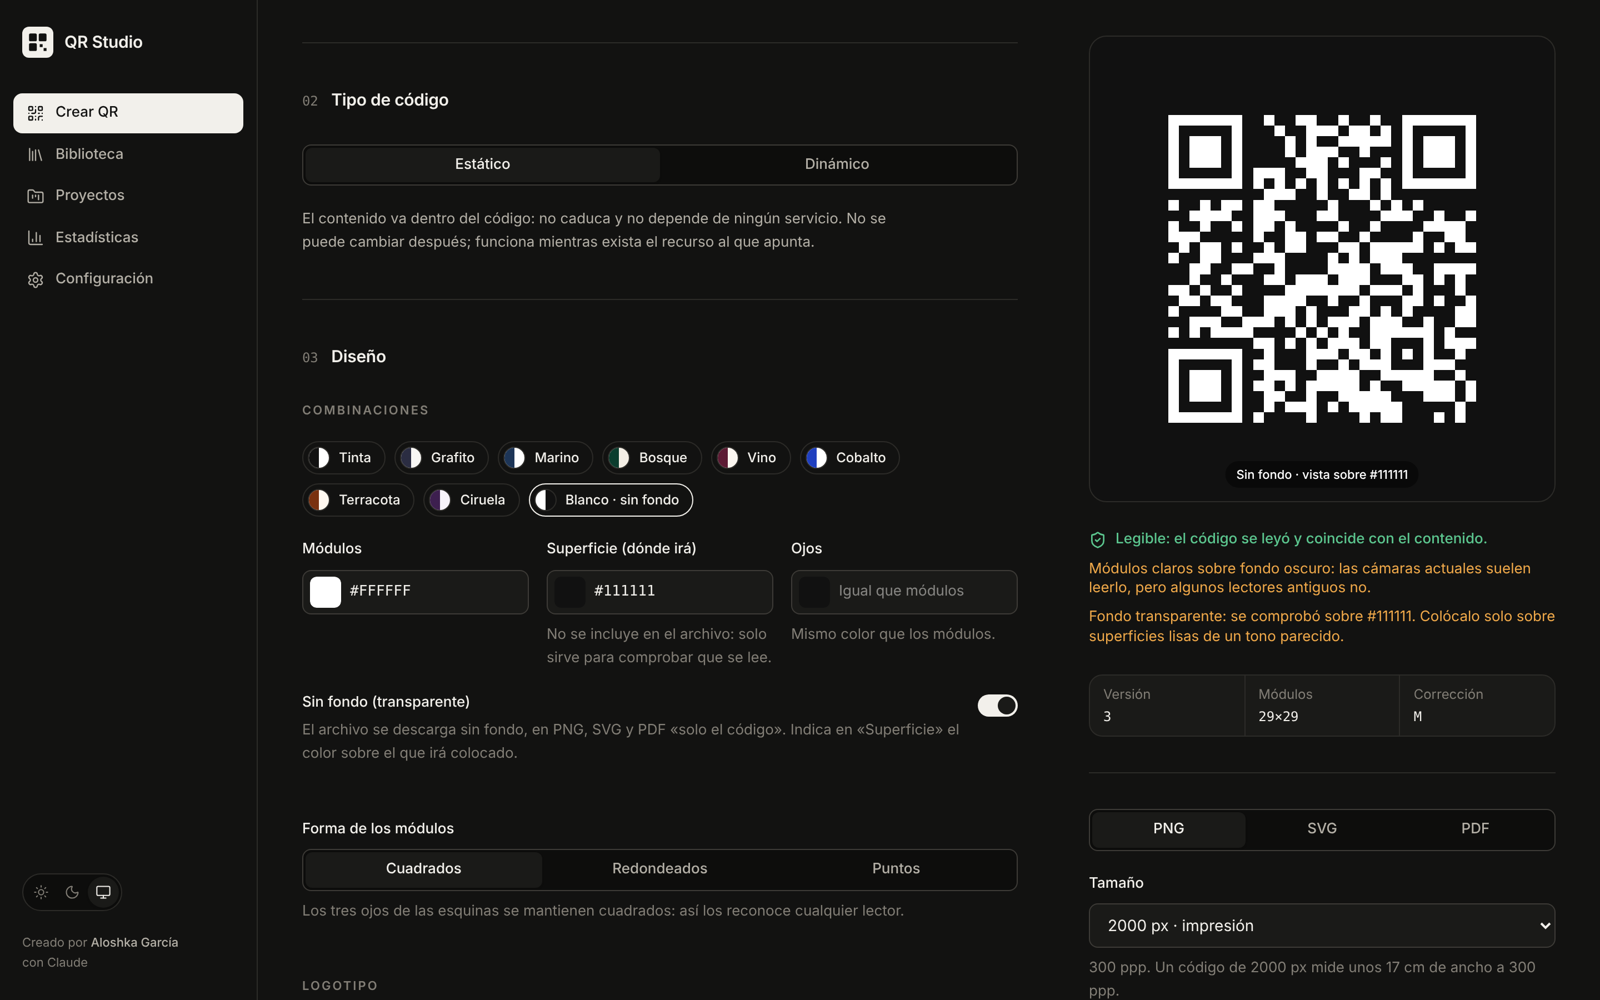 QR Studio
Crear QR
Biblioteca
Proyectos
Estadísticas
Configuración
Creado por Aloshka García
con Claude
02 Tipo de código
Estático
Dinámico
El contenido va dentro del código: no caduca y no depende de ningún servicio. No se
puede cambiar después; funciona mientras exista el recurso al que apunta.
03 Diseño
COMBINACIONES
Tinta
Grafito
Marino
Bosque
Vino
Cobalto
Terracota
Ciruela
Blanco · sin fondo
Módulos
#FFFFFF
Superficie (dónde irá)
#111111
No se incluye en el archivo: solo
sirve para comprobar que se lee.
Ojos
Igual que módulos
Mismo color que los módulos.
Sin fondo (transparente)
El archivo se descarga sin fondo, en PNG, SVG y PDF «solo el código». Indica en «Superficie» el
color sobre el que irá colocado.
Forma de los módulos
Cuadrados
Redondeados
Puntos
Los tres ojos de las esquinas se mantienen cuadrados: así los reconoce cualquier lector.
LOGOTIPO
Sin fondo · vista sobre #111111
Legible: el código se leyó y coincide con el contenido.
Módulos claros sobre fondo oscuro: las cámaras actuales suelen
leerlo, pero algunos lectores antiguos no.
Fondo transparente: se comprobó sobre #111111. Colócalo solo sobre
superficies lisas de un tono parecido.
Versión
3
Módulos
29×29
Corrección
M
PNG
SVG
PDF
Tamaño
2000 px · impresión
300 ppp. Un código de 2000 px mide unos 17 cm de ancho a 300
ppp.